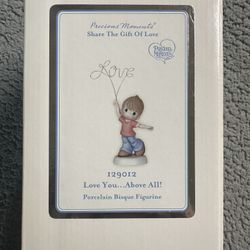 Precious Moments
Share The Gift Of Love
Precious Moments
Love
129012
Love You...Above All!
Porcelain Bisque Figurine